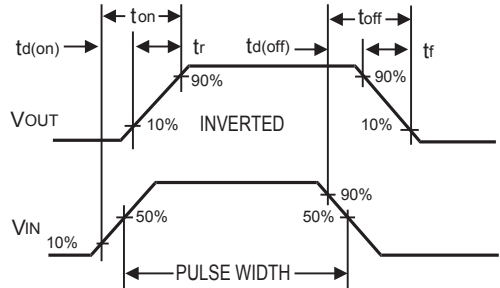 ton toff
td(on) tr td(off) tf
90% 90%
VOUT 10% INVERTED 10%
90%
VIN 50% 50%
10%
PULSE WIDTH